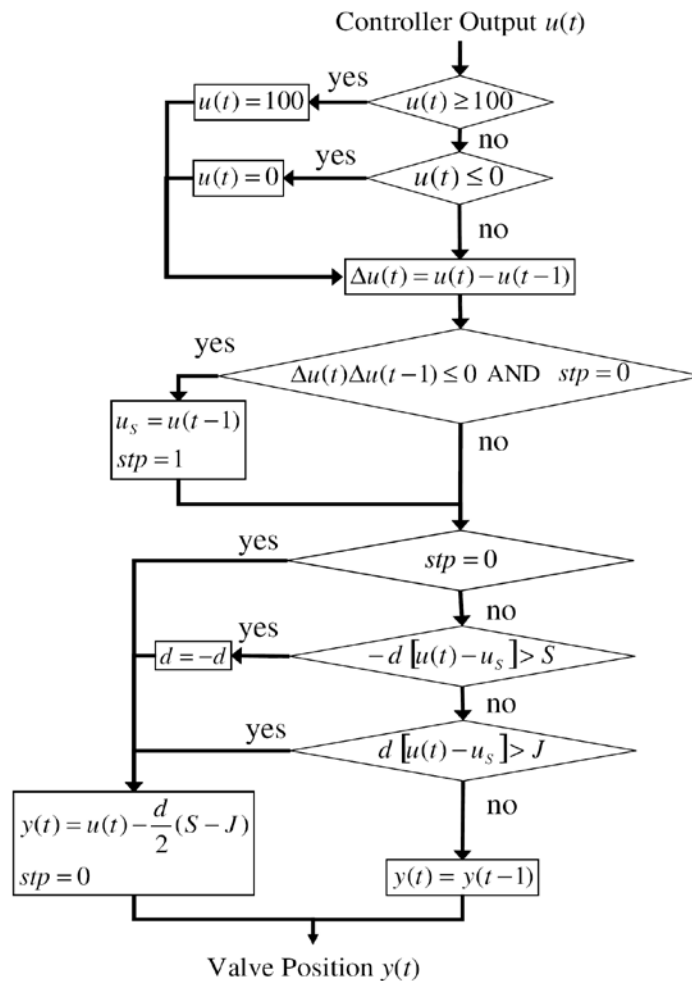 Controller Output u(t)
yes
u(t) = 100
u(t) ≥ 100
no
yes
u(t) = 0
u(t) ≤ 0
no
Δu(t) = u(t) − u(t−1)
yes
Δu(t)Δu(t−1) ≤ 0 AND stp = 0
u_S = u(t−1)
stp = 1
no
yes
stp = 0
no
yes
d = −d
−d [u(t) − u_S] > S
no
yes
d [u(t) − u_S] > J
no
y(t) = u(t) − d/2 (S − J)
stp = 0
y(t) = y(t−1)
Valve Position y(t)